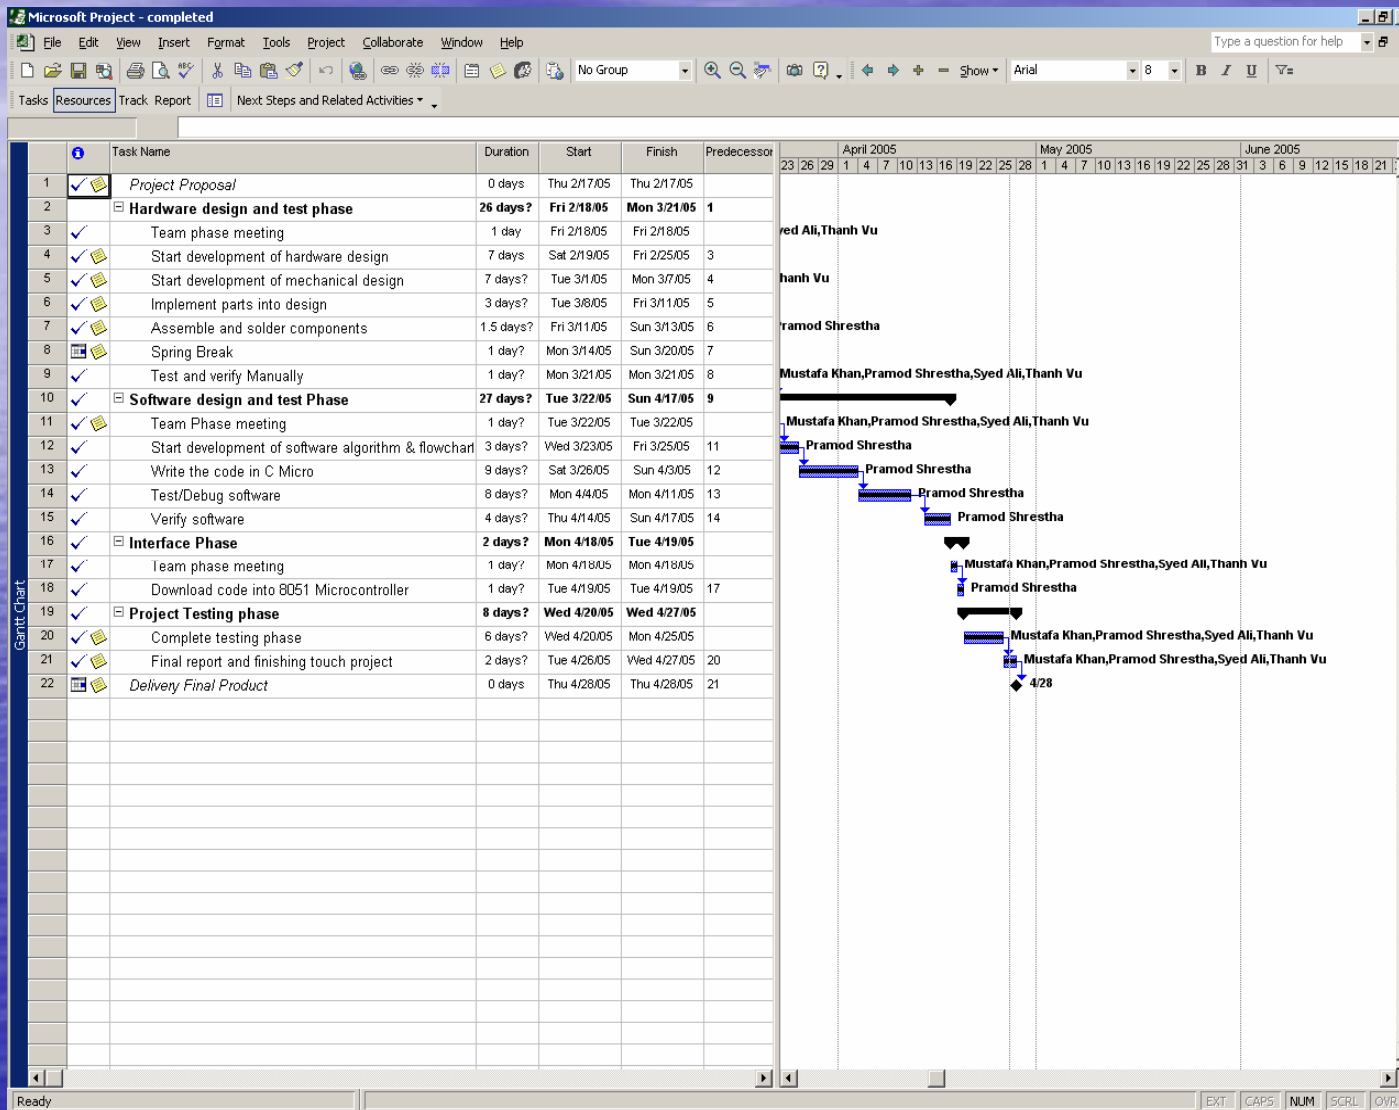 Microsoft Project - completed
File Edit View Insert Format Tools Project Collaborate Window Help Type a question for help
No Group Show Arial 8 B I U
Tasks Resources Track Report Next Steps and Related Activities
Task Name Duration Start Finish Predecessor April 2005 May 2005 June 2005
23 26 29 1 4 7 10 13 16 19 22 25 28 1 4 7 10 13 16 19 22 25 28 31 3 6 9 12 15 18 21
1 Project Proposal 0 days Thu 2/17/05 Thu 2/17/05
2 Hardware design and test phase 26 days? Fri 2/18/05 Mon 3/21/05 1
3 Team phase meeting 1 day Fri 2/18/05 Fri 2/18/05 yed Ali,Thanh Vu
4 Start development of hardware design 7 days Sat 2/19/05 Fri 2/25/05 3
5 Start development of mechanical design 7 days? Tue 3/1/05 Mon 3/7/05 4 hanh Vu
6 Implement parts into design 3 days? Tue 3/8/05 Fri 3/11/05 5
7 Assemble and solder components 1.5 days? Fri 3/11/05 Sun 3/13/05 6 Pramod Shrestha
8 Spring Break 1 day? Mon 3/14/05 Sun 3/20/05 7
9 Test and verify Manually 1 day? Mon 3/21/05 Mon 3/21/05 8 Mustafa Khan,Pramod Shrestha,Syed Ali,Thanh Vu
10 Software design and test Phase 27 days? Tue 3/22/05 Sun 4/17/05 9
11 Team Phase meeting 1 day? Tue 3/22/05 Tue 3/22/05 Mustafa Khan,Pramod Shrestha,Syed Ali,Thanh Vu
12 Start development of software algorithm & flowchart 3 days? Wed 3/23/05 Fri 3/25/05 11 Pramod Shrestha
13 Write the code in C Micro 9 days? Sat 3/26/05 Sun 4/3/05 12 Pramod Shrestha
14 Test/Debug software 8 days? Mon 4/4/05 Mon 4/11/05 13 Pramod Shrestha
15 Verify software 4 days? Thu 4/14/05 Sun 4/17/05 14 Pramod Shrestha
16 Interface Phase 2 days? Mon 4/18/05 Tue 4/19/05
17 Team phase meeting 1 day? Mon 4/18/05 Mon 4/18/05 Mustafa Khan,Pramod Shrestha,Syed Ali,Thanh Vu
18 Download code into 8051 Microcontroller 1 day? Tue 4/19/05 Tue 4/19/05 17 Pramod Shrestha
19 Project Testing phase 8 days? Wed 4/20/05 Wed 4/27/05
20 Complete testing phase 6 days? Wed 4/20/05 Mon 4/25/05 Mustafa Khan,Pramod Shrestha,Syed Ali,Thanh Vu
21 Final report and finishing touch project 2 days? Tue 4/26/05 Wed 4/27/05 20 Mustafa Khan,Pramod Shrestha,Syed Ali,Thanh Vu
22 Delivery Final Product 0 days Thu 4/28/05 Thu 4/28/05 21 4/28
Gantt Chart
Ready EXT CAPS NUM SCRL OVR